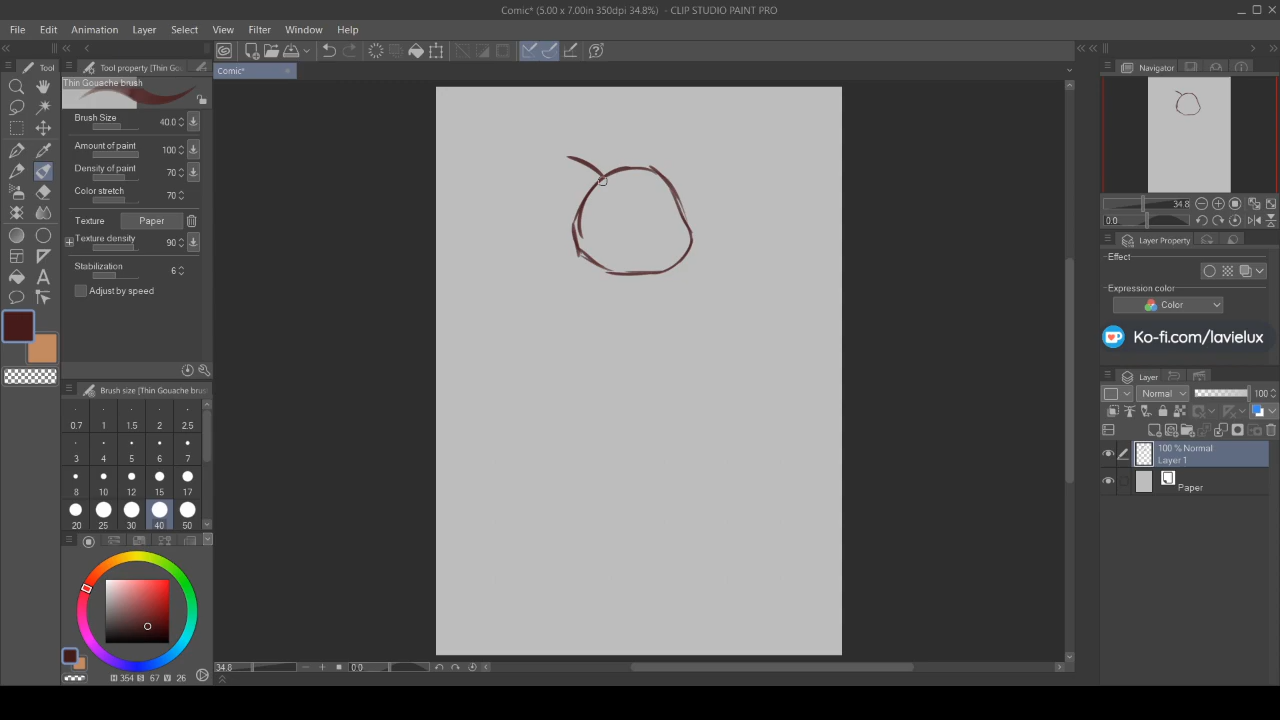 Comic* (5.00 x 7.00in 350dpi 34.8%) - CLIP STUDIO PAINT PRO
File Edit Animation Layer Select View Filter Window Help
Tool
Tool property [Thin Go
Comic*
Navigator
Thin Gouache brush
Brush Size 40.0
Amount of paint 100
Density of paint 70
Color stretch 70
Texture Paper
Texture density 90
Stabilization 6
Adjust by speed
34.8
0.0
Layer Property
Effect
Expression color
Color
Ko-fi.com/lavielux
Layer
Normal 100
100 % Normal
Layer 1
Paper
Brush size [Thin Gouache brus
0.7 1 1.5 2 2.5
3 4 5 6 7
8 10 12 15 17
20 25 30 40 50
34.8 0.0
H 354 S 67 V 26